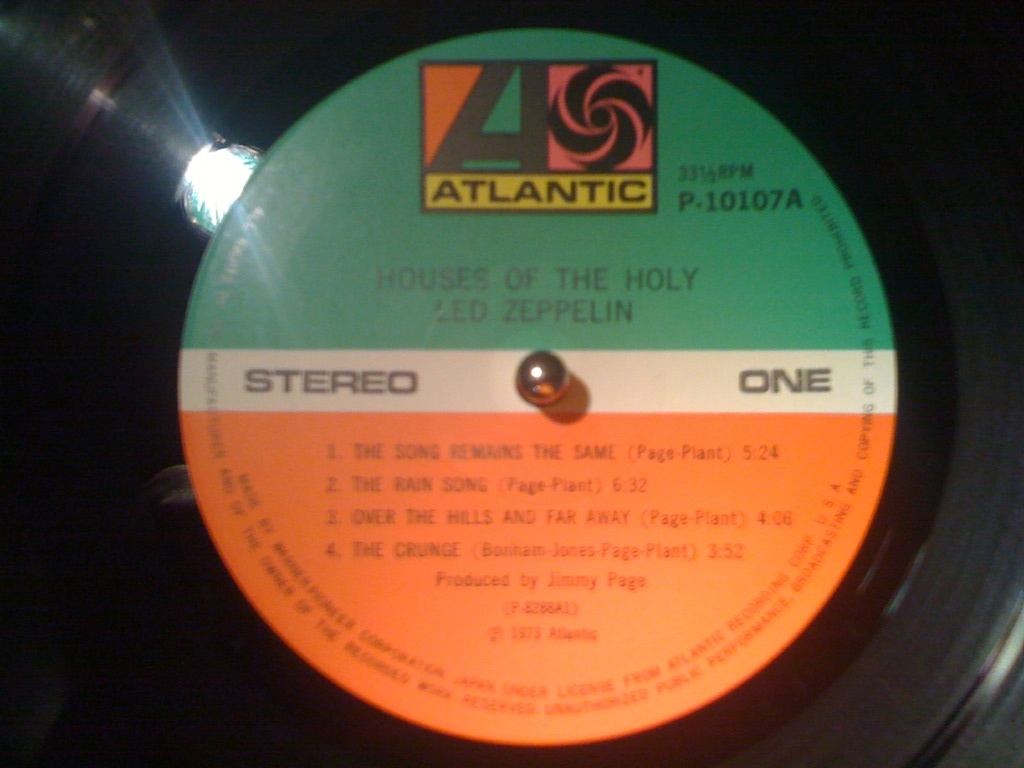 ATLANTIC
33⅓ RPM
P-10107A
HOUSES OF THE HOLY
LED ZEPPELIN
STEREO
ONE
1. THE SONG REMAINS THE SAME (Page-Plant) 5:24
2. THE RAIN SONG (Page-Plant) 6:32
3. OVER THE HILLS AND FAR AWAY (Page-Plant) 4:06
4. THE CRUNGE (Bonham-Jones-Page-Plant) 3:52
Produced by Jimmy Page
(P-8288A1)
℗ 1973 Atlantic
MADE BY WARNER-PIONEER CORPORATION, JAPAN, UNDER LICENSE FROM ATLANTIC RECORDING CORP. U.S.A.
MANUFACTURER AND OF THE OWNER OF THE RECORDED WORK RESERVED. UNAUTHORIZED PUBLIC PERFORMANCE, BROADCASTING AND COPYING OF THIS RECORD PROHIBITED